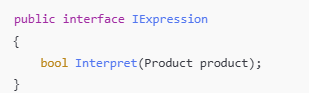 public interface IExpression
{
    bool Interpret(Product product);
}